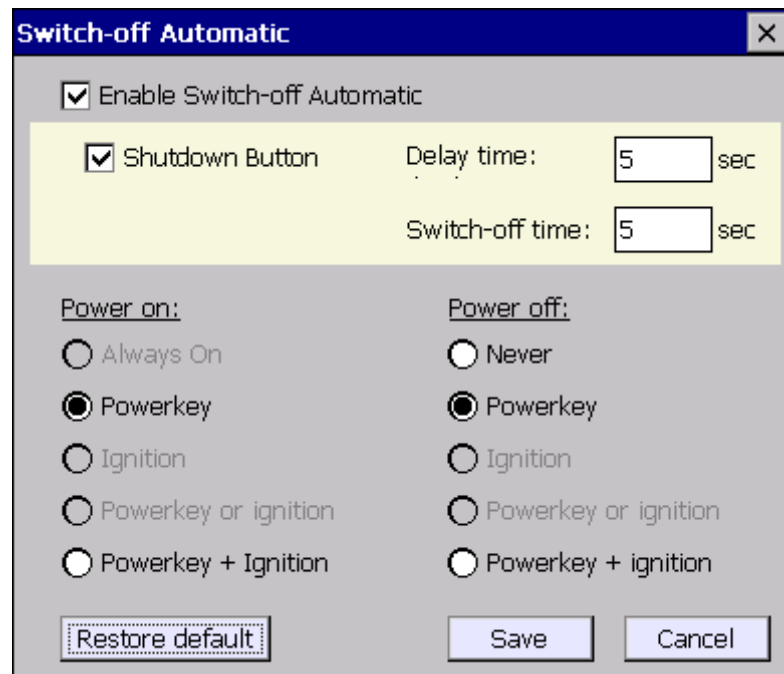 Switch-off Automatic
Enable Switch-off Automatic
Shutdown Button
Delay time: 5 sec
Switch-off time: 5 sec
Power on:
Always On
Powerkey
Ignition
Powerkey or ignition
Powerkey + Ignition
Power off:
Never
Powerkey
Ignition
Powerkey or ignition
Powerkey + ignition
Restore default
Save
Cancel